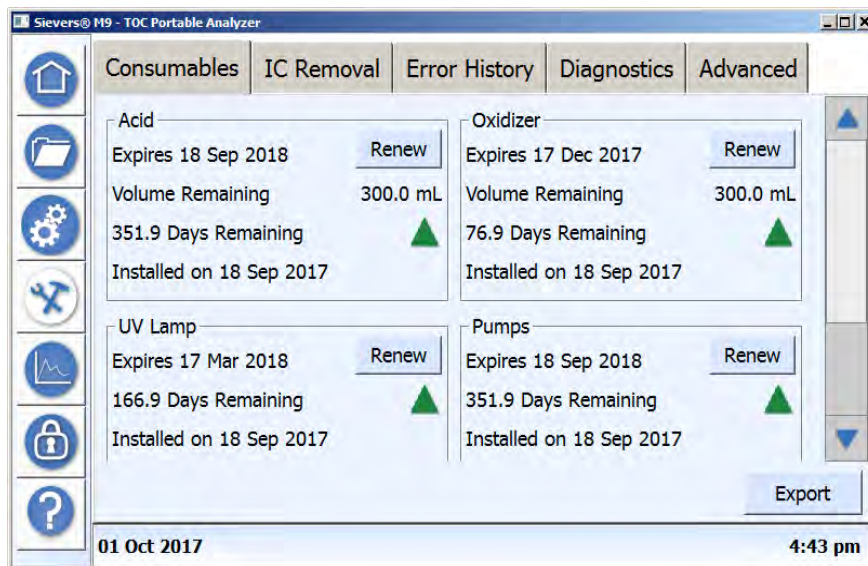 Sievers® M9 - TOC Portable Analyzer
Consumables IC Removal Error History Diagnostics Advanced
Acid
Expires 18 Sep 2018 Renew
Volume Remaining 300.0 mL
351.9 Days Remaining
Installed on 18 Sep 2017
Oxidizer
Expires 17 Dec 2017 Renew
Volume Remaining 300.0 mL
76.9 Days Remaining
Installed on 18 Sep 2017
UV Lamp
Expires 17 Mar 2018 Renew
166.9 Days Remaining
Installed on 18 Sep 2017
Pumps
Expires 18 Sep 2018 Renew
351.9 Days Remaining
Installed on 18 Sep 2017
Export
?
01 Oct 2017 4:43 pm